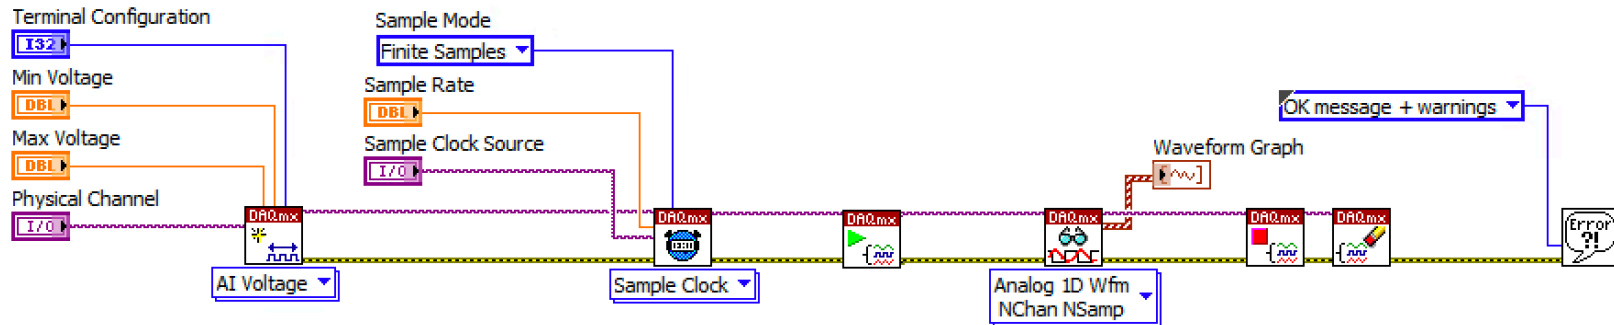 Terminal Configuration
I32
Min Voltage
DBL
Max Voltage
DBL
Physical Channel
I/O
DAQmx
AI Voltage
Sample Mode
Finite Samples
Sample Rate
DBL
Sample Clock Source
I/O
DAQmx
Sample Clock
DAQmx
DAQmx
Analog 1D Wfm
NChan NSamp
Waveform Graph
DAQmx
DAQmx
OK message + warnings
Error
?!